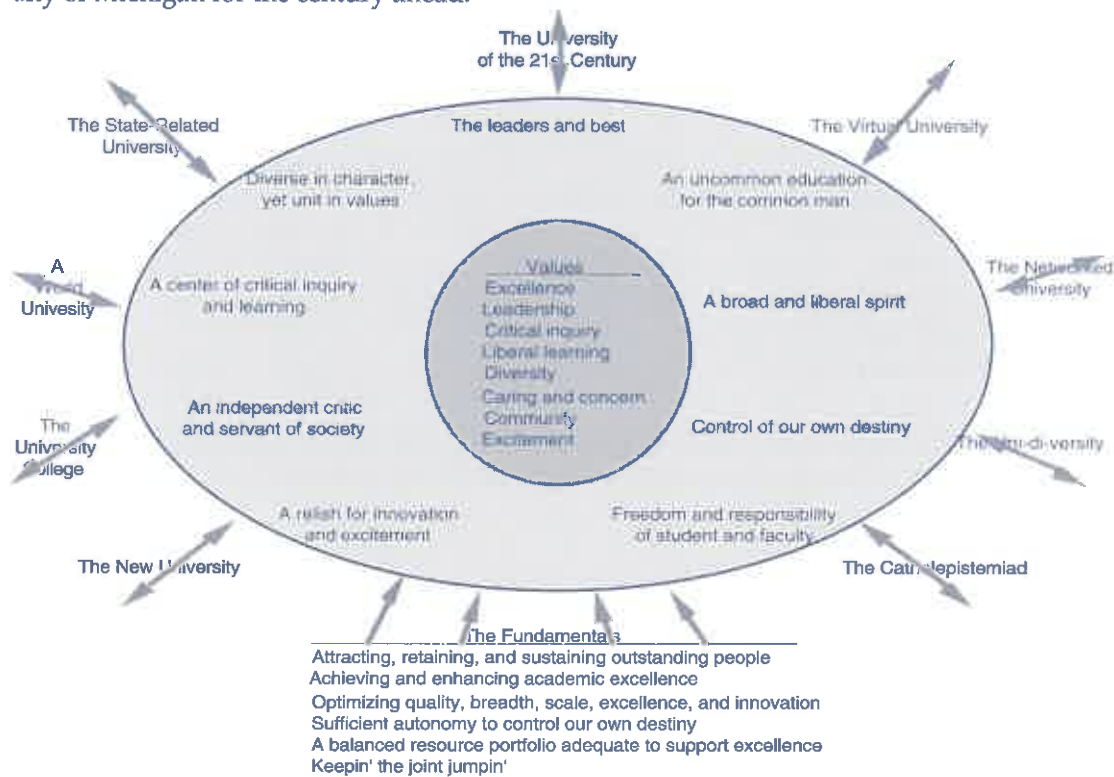 of Michigan for the century ahead.
The University
of the 21st Century
The State-Related
University
The leaders and best
The Virtual University
Diverse in character,
yet unit in values
An uncommon education
for the common man
A
World
Univesity
A center of critical inquiry
and learning
Values
Excellence
Leadership
Critical inquiry
Liberal learning
Diversity
Caring and concern
Community
Excitement
A broad and liberal spirit
The Networked
University
The
University
College
An independent critic
and servant of society
Control of our own destiny
The Uni-di-versity
A relish for innovation
and excitement
Freedom and responsibility
of student and faculty
The New University
The Catholepistemiad
The Fundamentals
Attracting, retaining, and sustaining outstanding people
Achieving and enhancing academic excellence
Optimizing quality, breadth, scale, excellence, and innovation
Sufficient autonomy to control our own destiny
A balanced resource portfolio adequate to support excellence
Keepin' the joint jumpin'